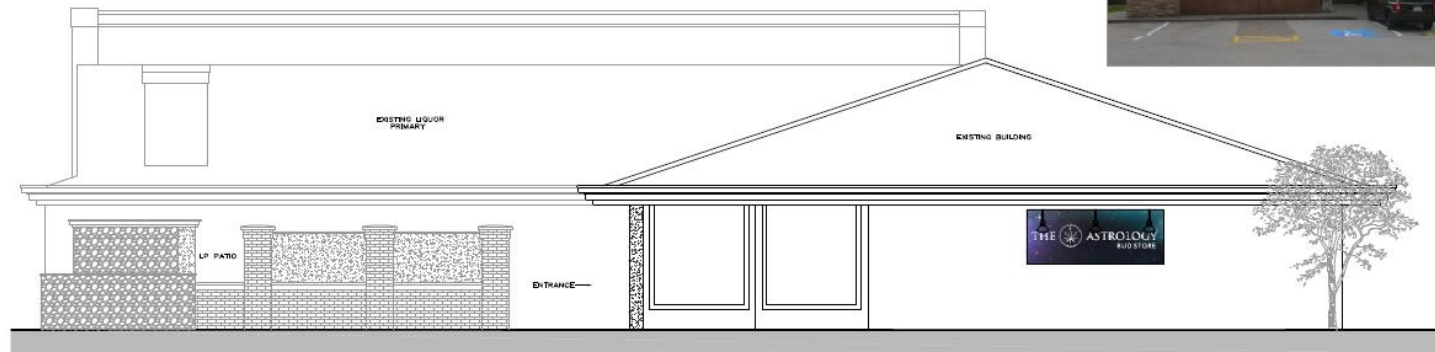 EXISTING LIQUOR
PRIMARY
EXISTING BUILDING
LP PATIO
ENTRANCE
THE ASTROLOGY
BUD STORE